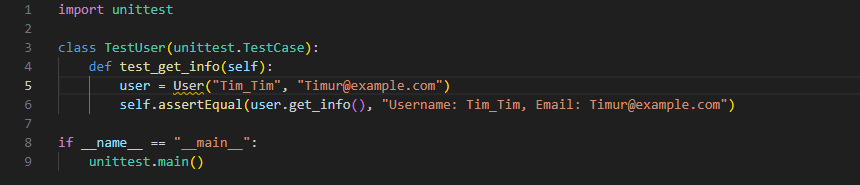 1 import unittest
2
3 class TestUser(unittest.TestCase):
4     def test_get_info(self):
5         user = User("Tim_Tim", "Timur@example.com")
6         self.assertEqual(user.get_info(), "Username: Tim_Tim, Email: Timur@example.com")
7
8 if __name__ == "__main__":
9     unittest.main()